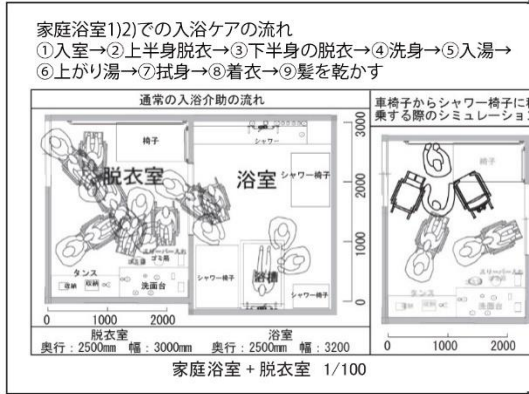 家庭浴室1)2)での入浴ケアの流れ
①入室→②上半身脱衣→③下半身の脱衣→④洗身→⑤入湯→
⑥上がり湯→⑦拭身→⑧着衣→⑨髪を乾かす
通常の入浴介助の流れ
車椅子からシャワー椅子に移
乗する際のシミュレーション
椅子
脱衣室
タンス
収納
収納
洗面台
シャワー
浴室
シャワー椅子
シャワー椅子
浴槽
シャワー椅子
3000
2000
1000
0
0 1000 2000
椅子
タンス
洗面台
0 1000 2000
脱衣室
奥行：2500mm 幅：3000mm
浴室
奥行：2500mm 幅：3200
家庭浴室 + 脱衣室 1/100